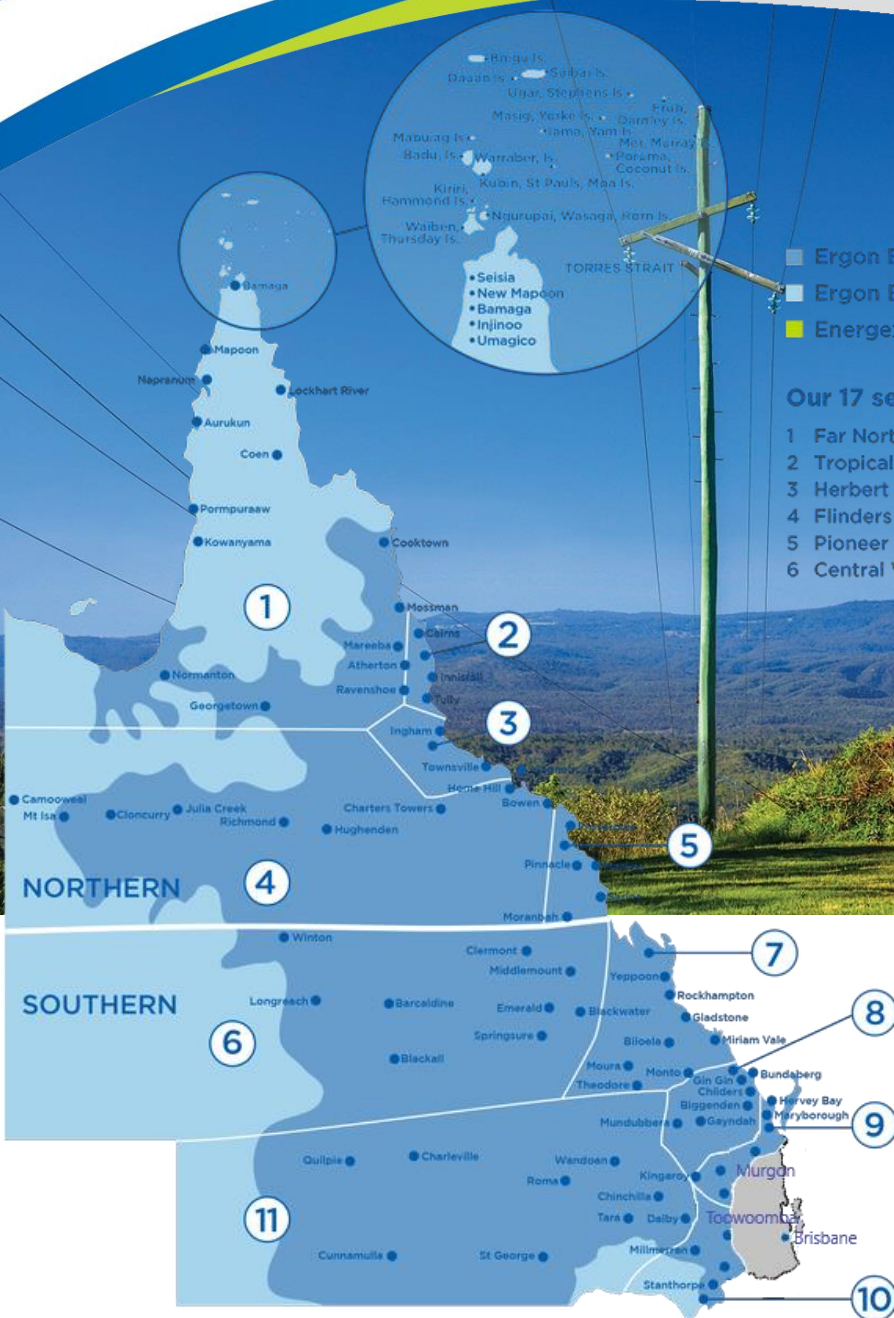 Boigu Is.
Dauan Is.
Saibai Is.
Ugar, Stephens Is.
Erub,
Darnley Is.
Masig, Yorke Is.
Iama, Yam Is.
Mer, Murray
Mabuiag Is.
Badu, Is.
Warraber, Is.
Poruma,
Coconut Is.
Kubin, St Pauls, Moa Is.
Kiriri,
Hammond Is.
Ngurupai, Wasaga, Horn Is.
Waiben,
Thursday Is.
TORRES STRAIT
Seisia
New Mapoon
Bamaga
Injinoo
Umagico
Ergon E
Ergon E
Energe
Our 17 se
1 Far Nort
2 Tropical
3 Herbert
4 Flinders
5 Pioneer
6 Central
Bamaga
Mapoon
Napranum
Lockhart River
Aurukun
Coen
Pormpuraaw
Kowanyama
Cooktown
1
Mossman
Cairns
2
Mareeba
Atherton
Innisfail
Normanton
Ravenshoe
Tully
Georgetown
3
Ingham
Townsville
Home Hill
Bowen
Camooweal
Mt Isa
Cloncurry
Julia Creek
Richmond
Hughenden
Charters Towers
5
Pinnacle
NORTHERN
4
Moranbah
Winton
Clermont
7
Middlemount
Yeppoon
SOUTHERN
Longreach
Barcaldine
Emerald
Blackwater
Rockhampton
Gladstone
8
6
Springsure
Biloela
Miriam Vale
Blackall
Moura
Monto
Gin Gin
Bundaberg
Theodore
Childers
Hervey Bay
Biggenden
Maryborough
Mundubbera
Gayndah
9
Quilpie
Charleville
Wandoan
Kingaroy
Murgon
Roma
Chinchilla
11
Tara
Dalby
Toowoomba
Brisbane
Cunnamulla
St George
Millmerran
Stanthorpe
10